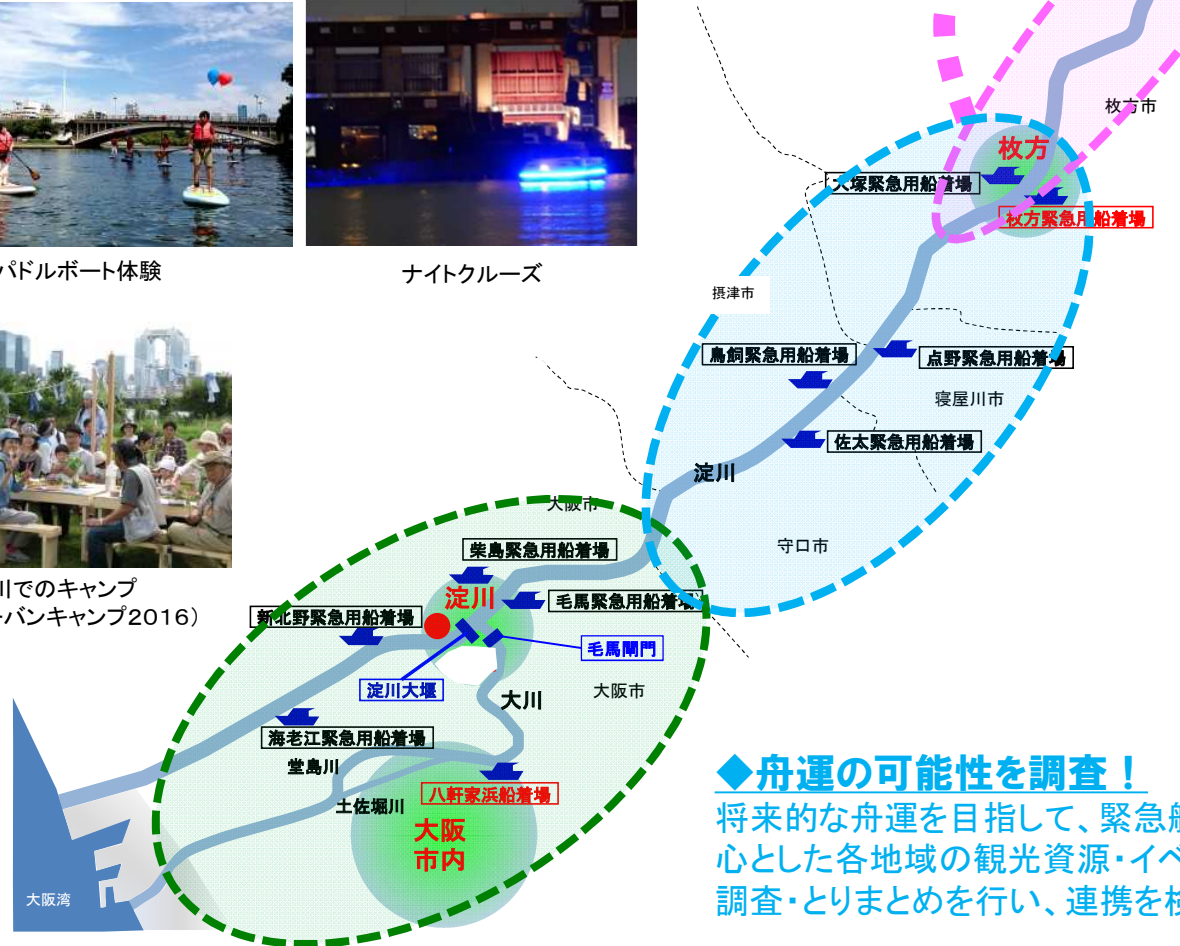 パドルボート体験
ナイトクルーズ
川でのキャンプ
ーバンキャンプ2016）
枚方市
枚方
大塚緊急用船着場
枚方緊急用船着場
摂津市
鳥飼緊急用船着場
点野緊急用船着場
寝屋川市
佐太緊急用船着場
淀川
守口市
大阪市
柴島緊急用船着場
淀川
毛馬緊急用船着場
新北野緊急用船着場
毛馬閘門
淀川大堰
大川
大阪市
海老江緊急用船着場
堂島川
八軒家浜船着場
土佐堀川
大阪
市内
大阪湾
◆舟運の可能性を調査！
将来的な舟運を目指して、緊急
心とした各地域の観光資源・イベ
調査・とりまとめを行い、連携を